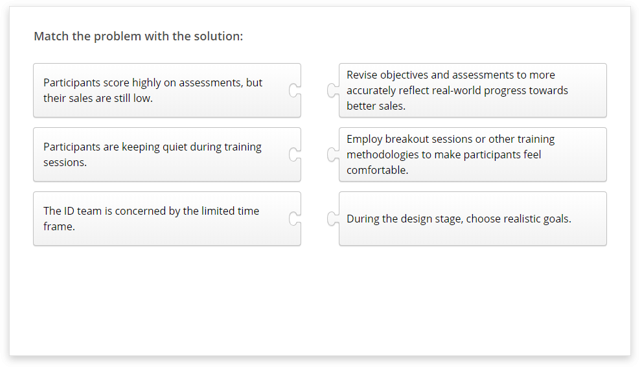 Match the problem with the solution:
Participants score highly on assessments, but
their sales are still low.
Revise objectives and assessments to more
accurately reflect real-world progress towards
better sales.
Participants are keeping quiet during training
sessions.
Employ breakout sessions or other training
methodologies to make participants feel
comfortable.
The ID team is concerned by the limited time
frame.
During the design stage, choose realistic goals.